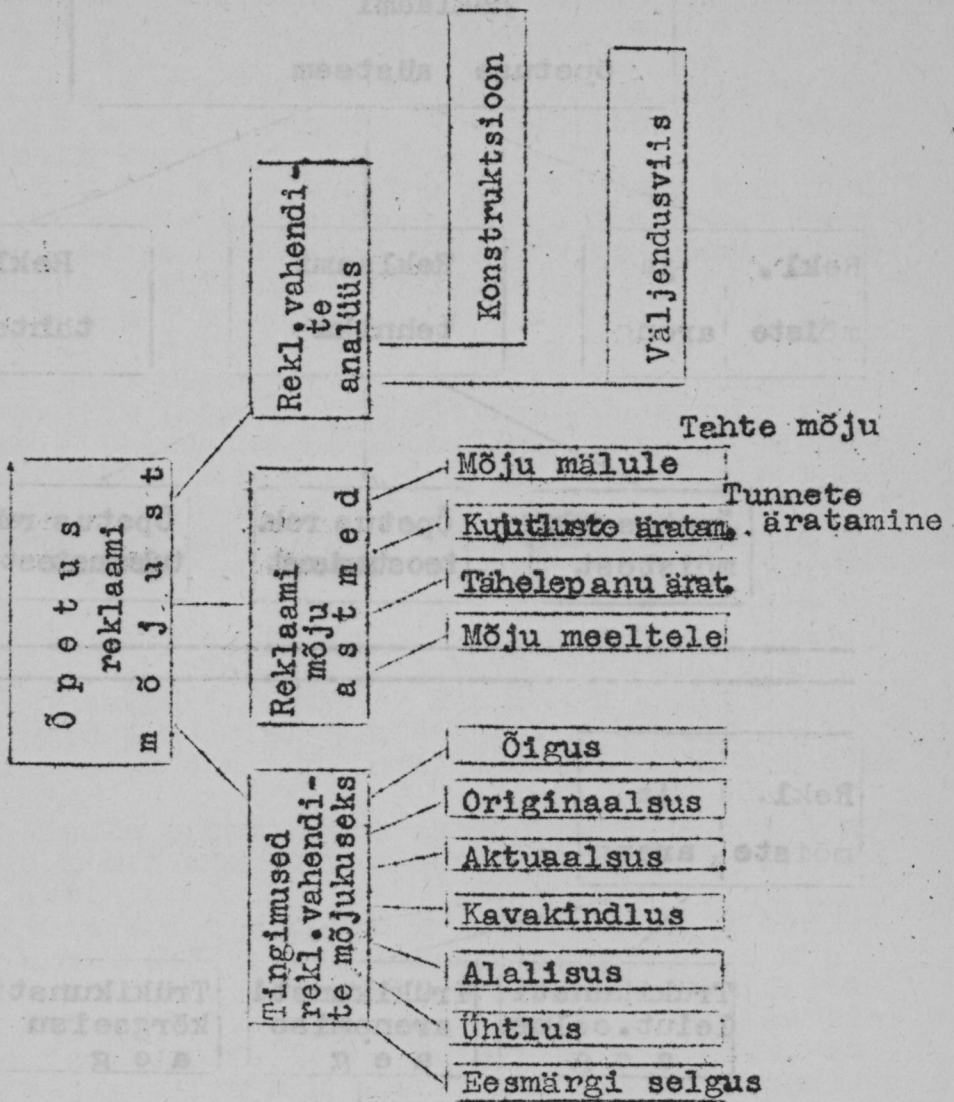 Õpetus
reklaami
mõjust
Rekl.vahendi-
te
analüüs
Konstruktsioon
Väljendusviis
Reklaami
mõju
astmed
Tahte mõju
Mõju mälule
Tunnete
äratamine
Kujutluste äratam.
Tähelepanu ärat.
Mõju meeltele
Tingimused
rekl.vahendi-
te mõjukuseks
Õigus
Originaalsus
Aktuaalsus
Kavakindlus
Alalisus
Ühtlus
Eesmärgi selgus